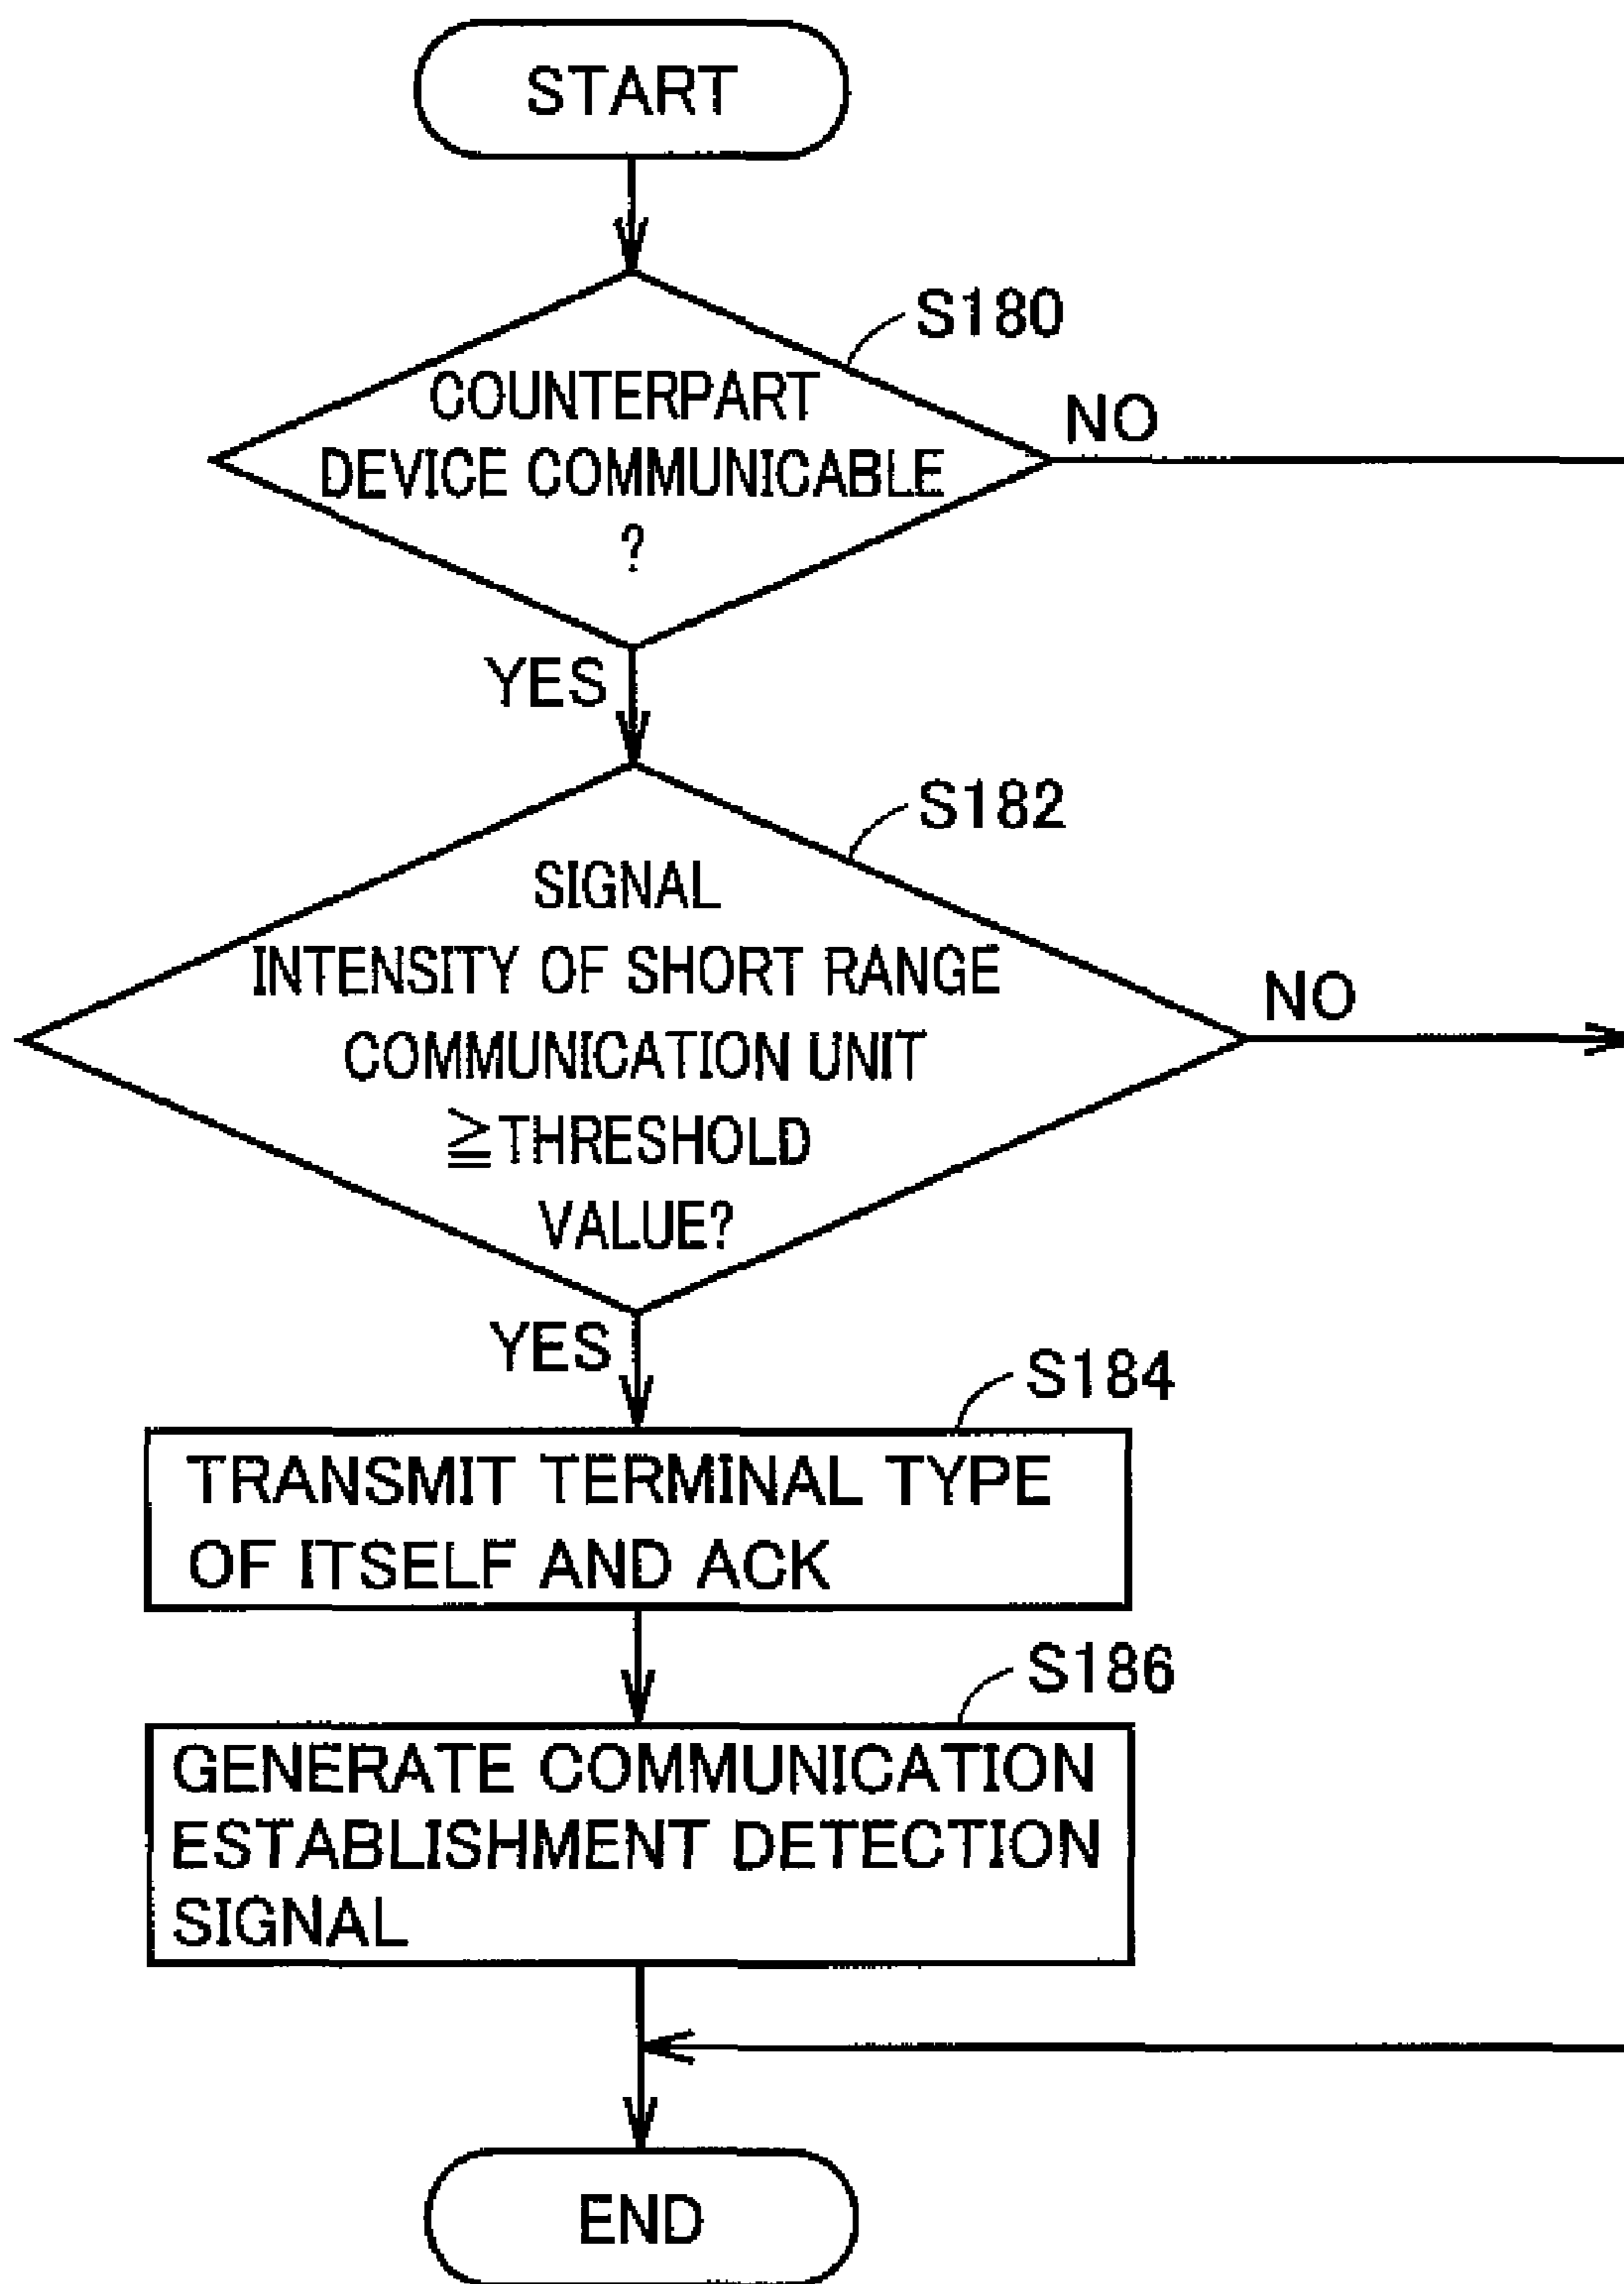 START
S180
COUNTERPART
DEVICE COMMUNICABLE
?
NO
YES
S182
SIGNAL
INTENSITY OF SHORT RANGE
COMMUNICATION UNIT
≧THRESHOLD
VALUE?
NO
YES
S184
TRANSMIT TERMINAL TYPE
OF ITSELF AND ACK
S186
GENERATE COMMUNICATION
ESTABLISHMENT DETECTION
SIGNAL
END